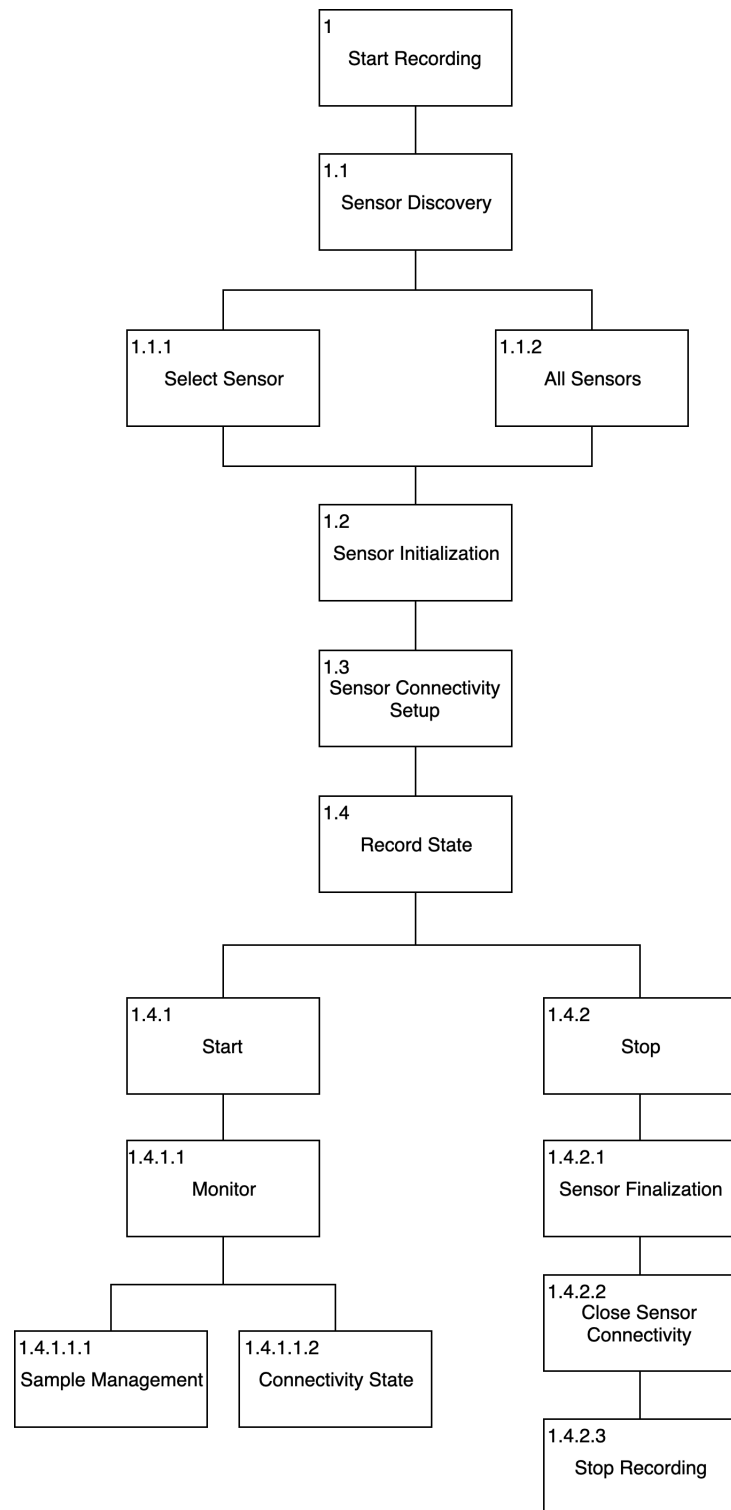 1
Start Recording
1.1
Sensor Discovery
1.1.1
Select Sensor
1.1.2
All Sensors
1.2
Sensor Initialization
1.3
Sensor Connectivity
Setup
1.4
Record State
1.4.1
Start
1.4.2
Stop
1.4.1.1
Monitor
1.4.2.1
Sensor Finalization
1.4.2.2
Close Sensor
Connectivity
1.4.1.1.1
Sample Management
1.4.1.1.2
Connectivity State
1.4.2.3
Stop Recording